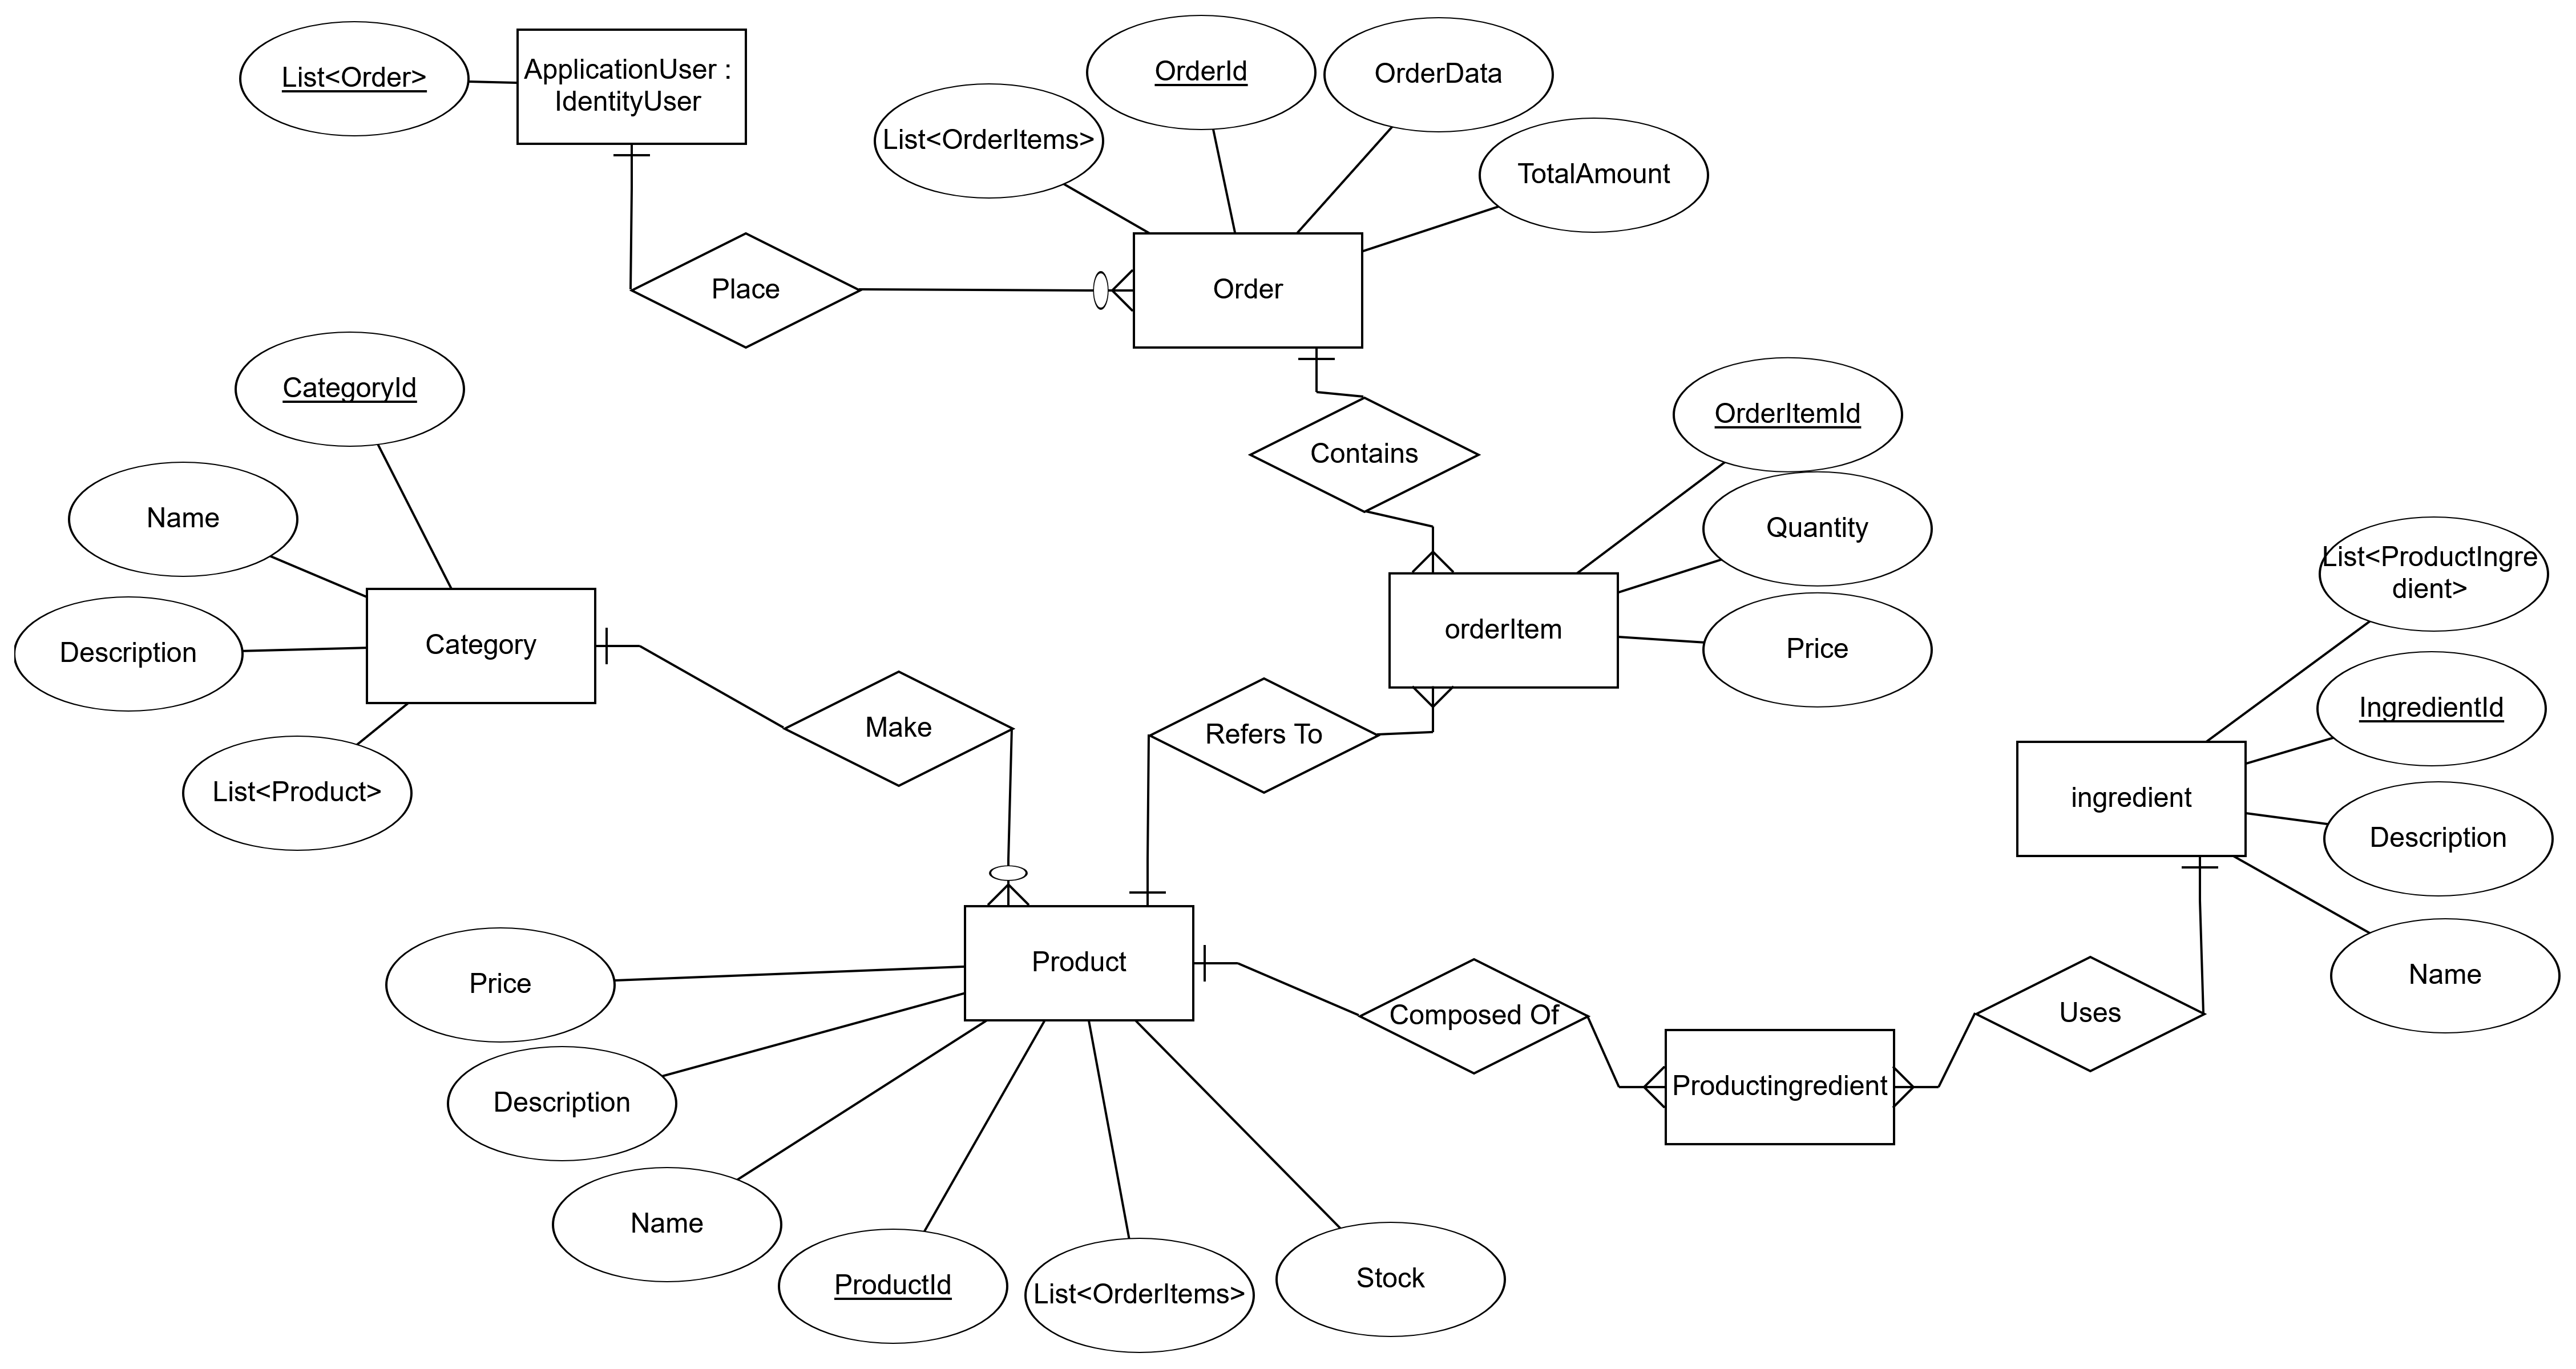 List<Order>
ApplicationUser :
IdentityUser
OrderId
OrderData
List<OrderItems>
TotalAmount
Place
Order
CategoryId
Contains
OrderItemId
Name
Quantity
List<ProductIngre
dient>
Description
Category
orderItem
Price
Make
Refers To
IngredientId
List<Product>
ingredient
Description
Price
Product
Name
Composed Of
Uses
Description
Productingredient
Name
ProductId
List<OrderItems>
Stock